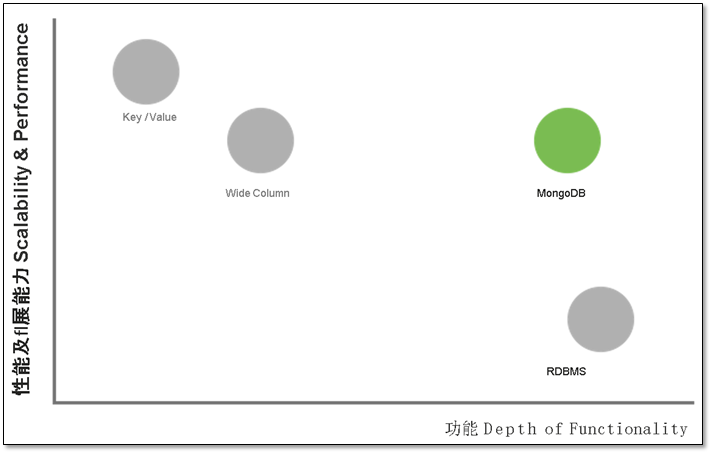 性能及fl展能力 Scalability & Performance
Key /Value
Wide Column
MongoDB
RDBMS
功能 Depth of Functionality